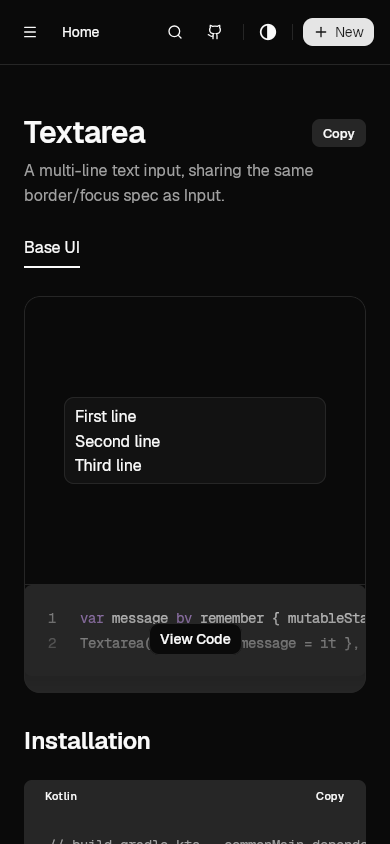 Home
New
Textarea
Copy
A multi-line text input, sharing the same
border/focus spec as Input.
Base UI
First line
Second line
Third line
1 var message by remember { mutableSta
2 Textarea( message = it },
View Code
Installation
Kotlin
Copy